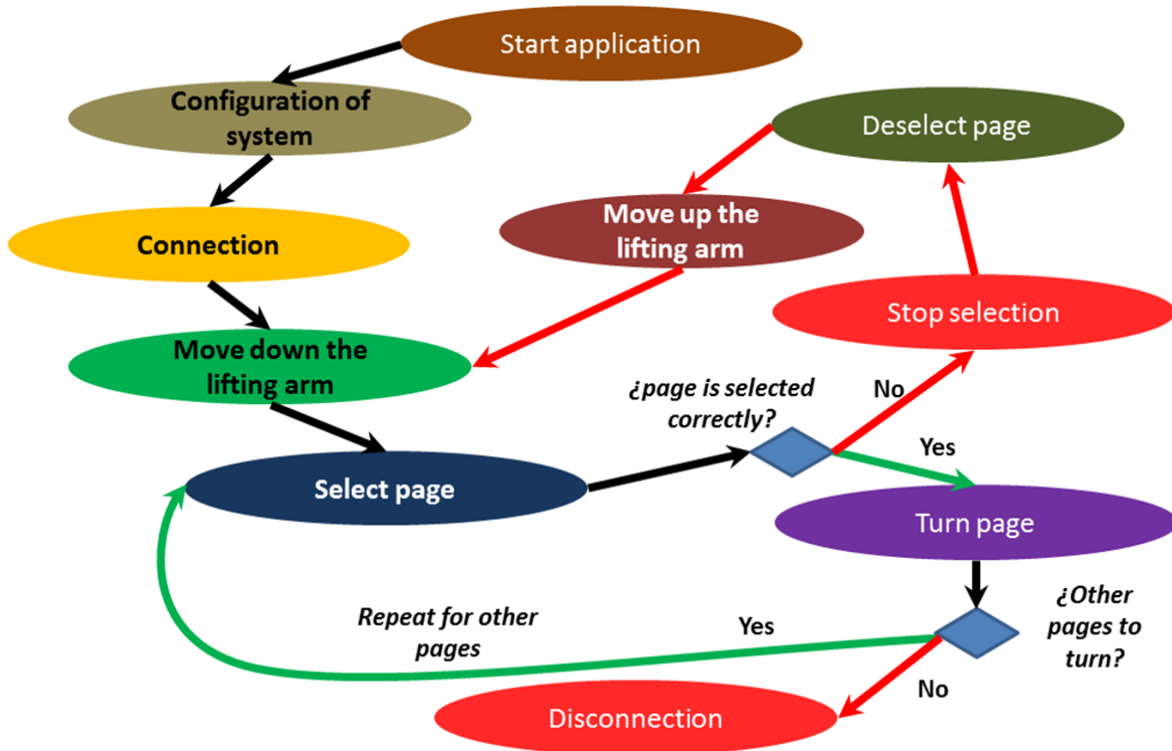 Start application
Configuration of
system
Deselect page
Connection
Move up the
lifting arm
Stop selection
Move down the
lifting arm
¿page is selected
correctly?
No
Yes
Select page
Turn page
¿Other
pages to
turn?
Repeat for other
pages
Yes
No
Disconnection